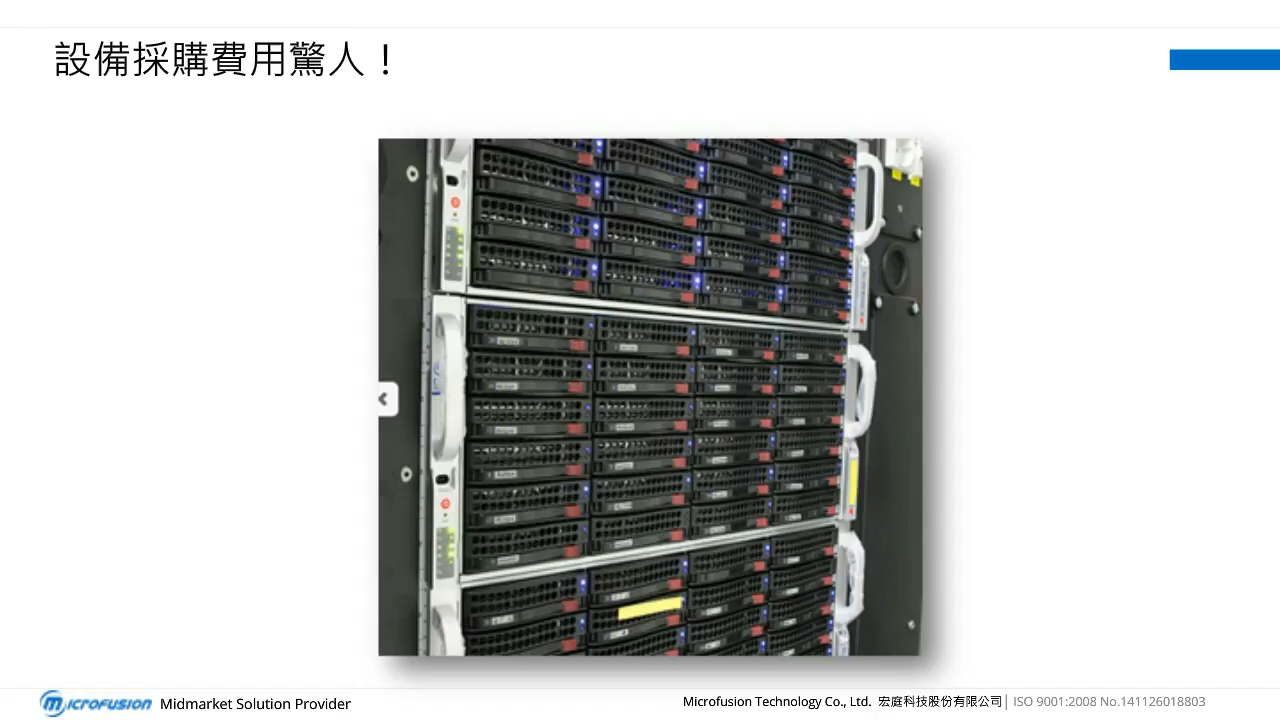 設備採購費用驚人！
MICROFUSION Midmarket Solution Provider
Microfusion Technology Co., Ltd. 宏庭科技股份有限公司│ ISO 9001:2008 No.141126018803